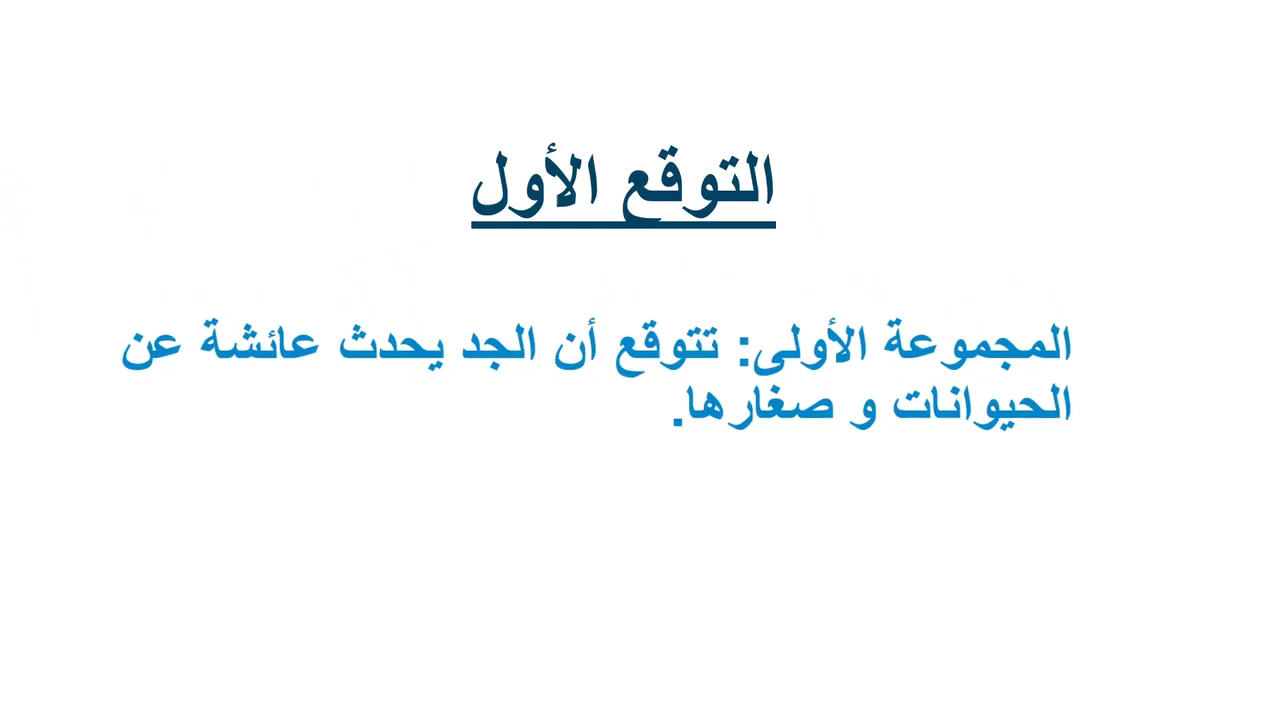 التوقع الأول
المجموعة الأولى: تتوقع أن الجد يحدث عائشة عن
الحيوانات و صغارها.